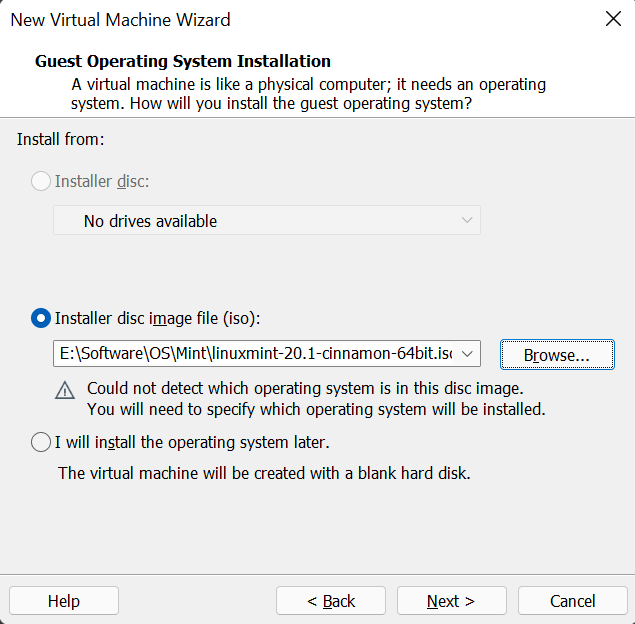 New Virtual Machine Wizard
Guest Operating System Installation
A virtual machine is like a physical computer; it needs an operating
system. How will you install the guest operating system?
Install from:
Installer disc:
No drives available
Installer disc image file (iso):
E:\Software\OS\Mint\linuxmint-20.1-cinnamon-64bit.iso
Browse...
Could not detect which operating system is in this disc image.
You will need to specify which operating system will be installed.
I will install the operating system later.
The virtual machine will be created with a blank hard disk.
Help
< Back
Next >
Cancel